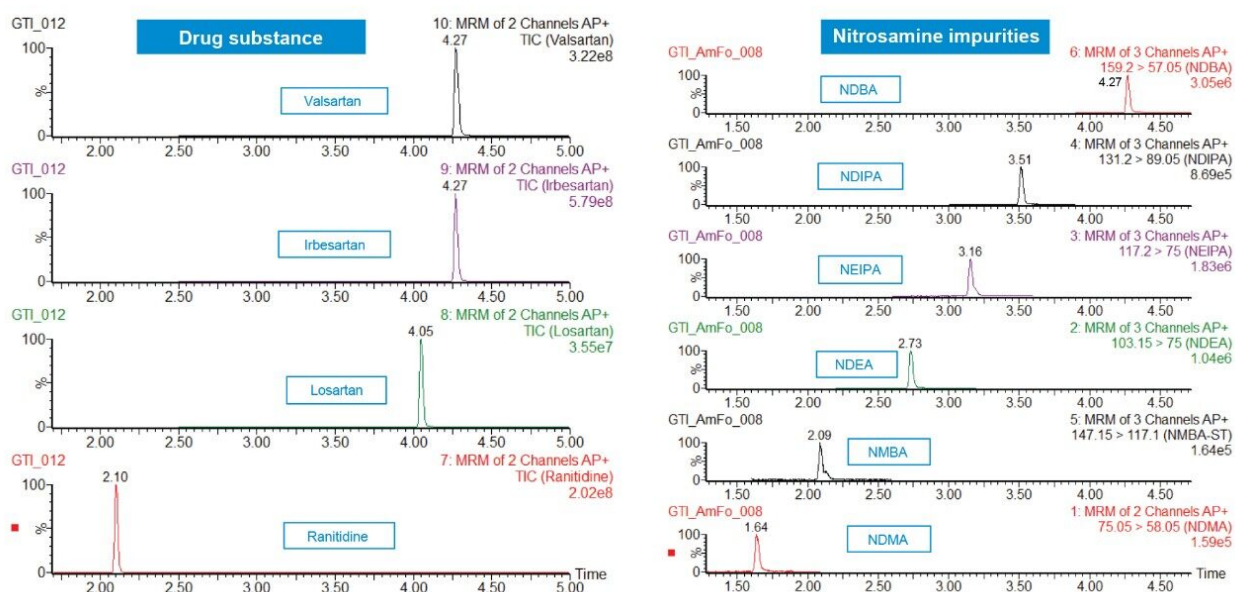 Drug substance
GTI_012
10: MRM of 2 Channels AP+
TIC (Valsartan)
3.22e8
100
%
0
4.27
Valsartan
2.00 2.50 3.00 3.50 4.00 4.50 5.00
GTI_012
9: MRM of 2 Channels AP+
TIC (Irbesartan)
5.79e8
100
%
0
4.27
Irbesartan
2.00 2.50 3.00 3.50 4.00 4.50 5.00
GTI_012
8: MRM of 2 Channels AP+
TIC (Losartan)
3.55e7
100
%
0
4.05
Losartan
2.00 2.50 3.00 3.50 4.00 4.50 5.00
GTI_012
7: MRM of 2 Channels AP+
TIC (Ranitidine)
2.02e8
100
%
0
2.10
Ranitidine
Time
2.00 2.50 3.00 3.50 4.00 4.50 5.00
Nitrosamine impurities
GTI_AmFo_008
6: MRM of 3 Channels AP+
159.2 > 57.05 (NDBA)
3.05e6
100
%
0
4.27
NDBA
1.50 2.00 2.50 3.00 3.50 4.00 4.50
GTI_AmFo_008
4: MRM of 3 Channels AP+
131.2 > 89.05 (NDIPA)
8.69e5
100
%
0
3.51
NDIPA
1.50 2.00 2.50 3.00 3.50 4.00 4.50
GTI_AmFo_008
3: MRM of 3 Channels AP+
117.2 > 75 (NEIPA)
1.83e6
100
%
0
3.16
NEIPA
1.50 2.00 2.50 3.00 3.50 4.00 4.50
GTI_AmFo_008
2: MRM of 3 Channels AP+
103.15 > 75 (NDEA)
1.04e6
100
%
0
2.73
NDEA
1.50 2.00 2.50 3.00 3.50 4.00 4.50
GTI_AmFo_008
5: MRM of 3 Channels AP+
147.15 > 117.1 (NMBA-ST)
1.64e5
100
%
0
2.09
NMBA
1.50 2.00 2.50 3.00 3.50 4.00 4.50
GTI_AmFo_008
1: MRM of 2 Channels AP+
75.05 > 58.05 (NDMA)
1.59e5
100
%
0
1.64
NDMA
Time
1.50 2.00 2.50 3.00 3.50 4.00 4.50